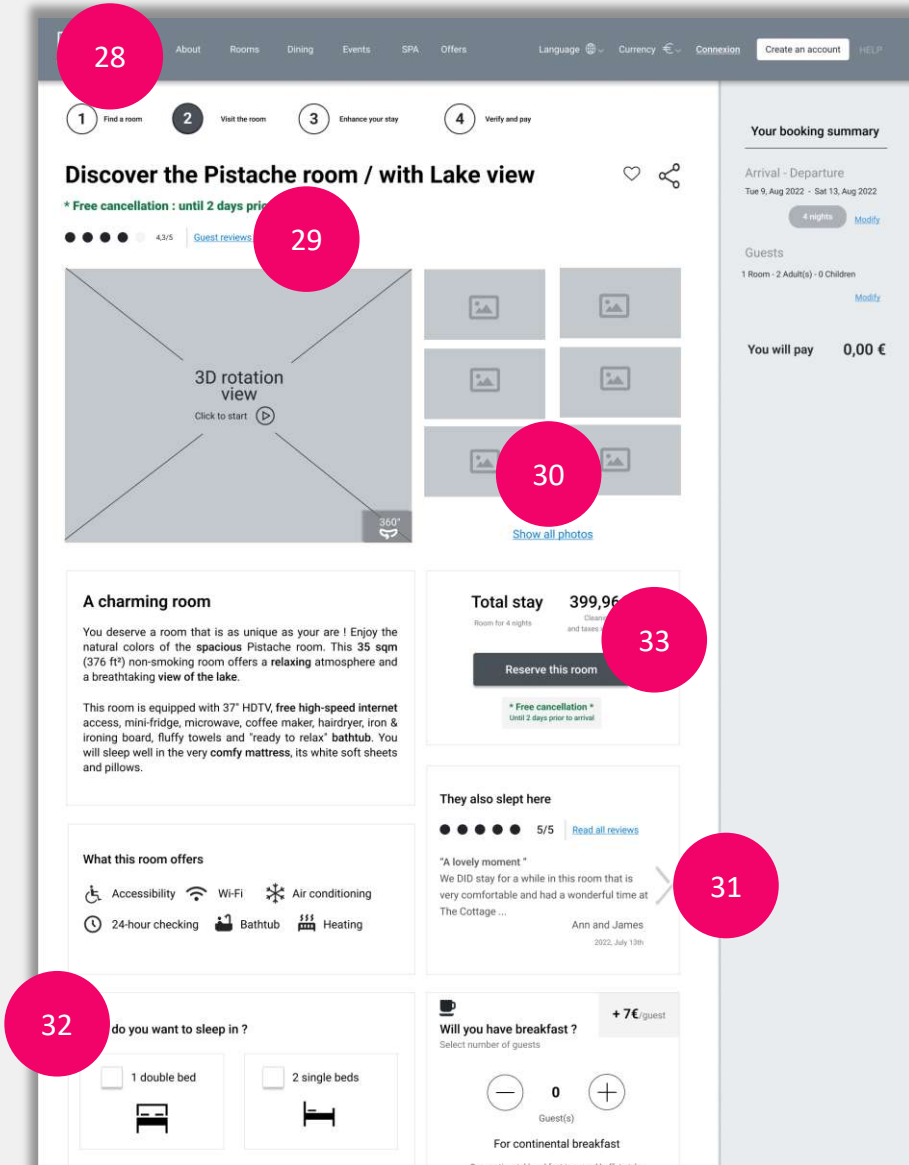 28
About Rooms Dining Events SPA Offers Language Currency € Connexion Create an account HELP
1 Find a room 2 Visit the room 3 Enhance your stay 4 Verify and pay
Discover the Pistache room / with Lake view
* Free cancellation : until 2 days
4,3/5 Guest reviews
29
3D rotation
view
Click to start
360°
30
Show all photos
Your booking summary
Arrival - Departure
Tue 9, Aug 2022 - Sat 13, Aug 2022
4 nights Modify
Guests
1 Room - 2 Adult(s) - 0 Children
Modify
You will pay 0,00 €
A charming room
You deserve a room that is as unique as your are ! Enjoy the
natural colors of the spacious Pistache room. This 35 sqm
(376 ft²) non-smoking room offers a relaxing atmosphere and
a breathtaking view of the lake.
This room is equipped with 37" HDTV, free high-speed internet
access, mini-fridge, microwave, coffee maker, hairdryer, iron &
ironing board, fluffy towels and "ready to relax" bathtub. You
will sleep well in the very comfy mattress, its white soft sheets
and pillows.
Total stay 399,96
Room for 4 nights
and taxes
33
Reserve this room
* Free cancellation *
Until 2 days prior to arrival
What this room offers
Accessibility Wi-Fi Air conditioning
24-hour checking Bathtub Heating
They also slept here
5/5 Read all reviews
"A lovely moment "
We DID stay for a while in this room that is
very comfortable and had a wonderful time at
The Cottage ...
Ann and James
2022, July 13th
31
32
do you want to sleep in ?
1 double bed 2 single beds
+ 7€/guest
Will you have breakfast ?
Select number of guests
0
Guest(s)
For continental breakfast